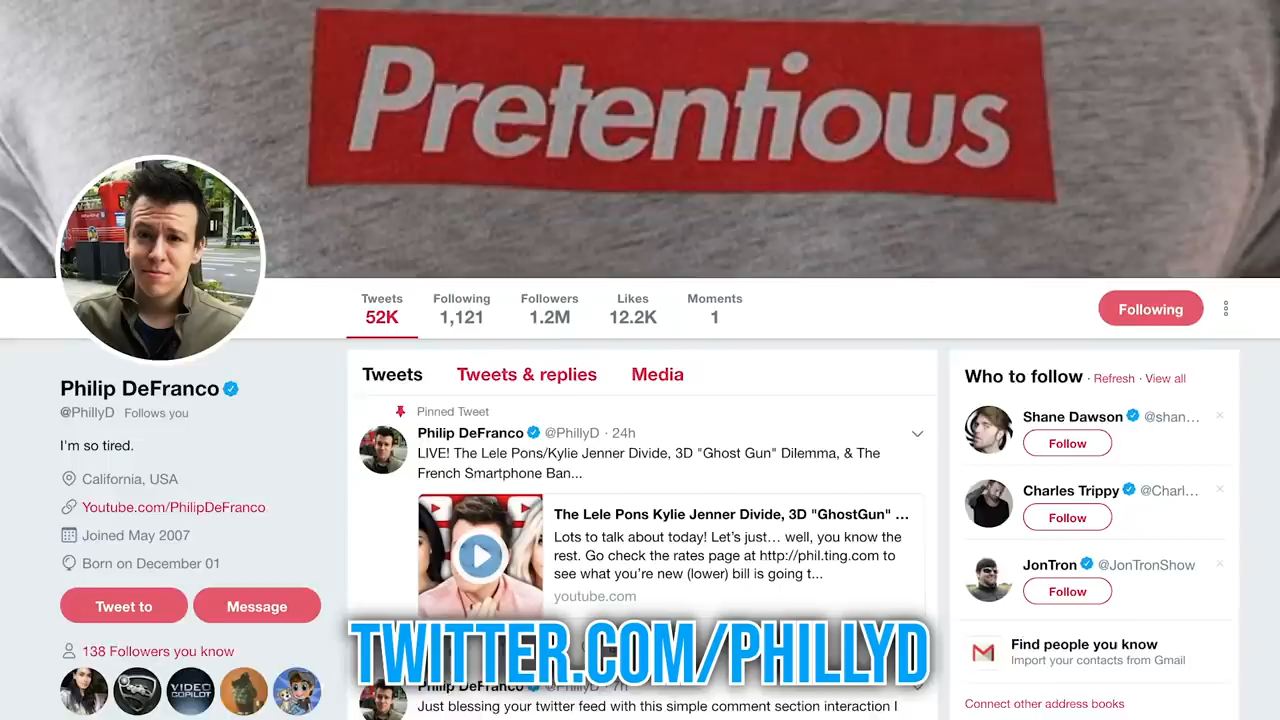 Pretentious
Tweets
52K
Following
1,121
Followers
1.2M
Likes
12.2K
Moments
1
Following
Philip DeFranco
@PhillyD Follows you
I'm so tired.
California, USA
Youtube.com/PhilipDeFranco
Joined May 2007
Born on December 01
Tweet to
Message
138 Followers you know
VIDEO
COPILOT
Tweets
Tweets & replies
Media
Pinned Tweet
Philip DeFranco @PhillyD · 24h
LIVE! The Lele Pons/Kylie Jenner Divide, 3D "Ghost Gun" Dilemma, & The
French Smartphone Ban...
The Lele Pons Kylie Jenner Divide, 3D "GhostGun" ...
Lots to talk about today! Let's just… well, you know the
rest. Go check the rates page at http://phil.ting.com to
see what you're new (lower) bill is going t...
youtube.com
TWITTER.COM/PHILLYD
Philip DeFranco @PhillyD · 7h
Just blessing your twitter feed with this simple comment section interaction I
Who to follow · Refresh · View all
Shane Dawson @shan...
Follow
Charles Trippy @Charl...
Follow
JonTron @JonTronShow
Follow
Find people you know
Import your contacts from Gmail
Connect other address books